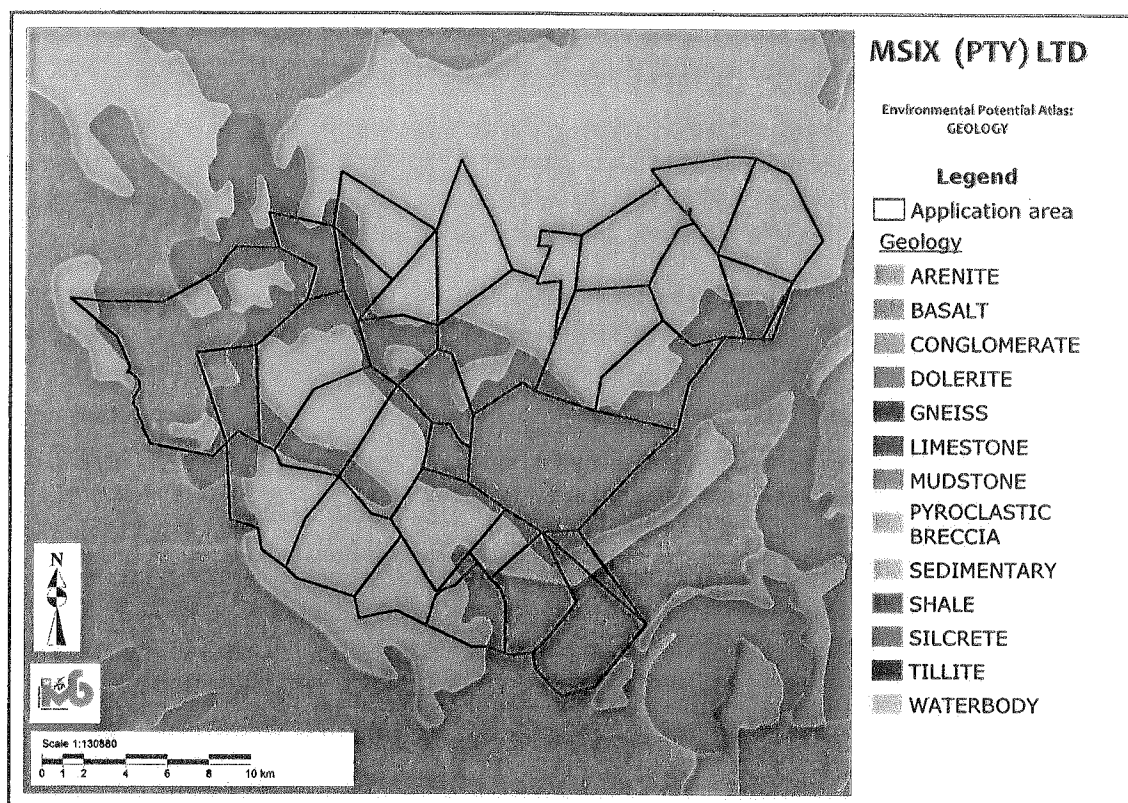 MSIX (PTY) LTD
Environmental Potential Atlas:
GEOLOGY
Legend
Application area
Geology
ARENITE
BASALT
CONGLOMERATE
DOLERITE
GNEISS
LIMESTONE
MUDSTONE
PYROCLASTIC
BRECCIA
SEDIMENTARY
SHALE
SILCRETE
TILLITE
WATERBODY
N
Scale 1:130880
0 1 2 4 6 8 10 km